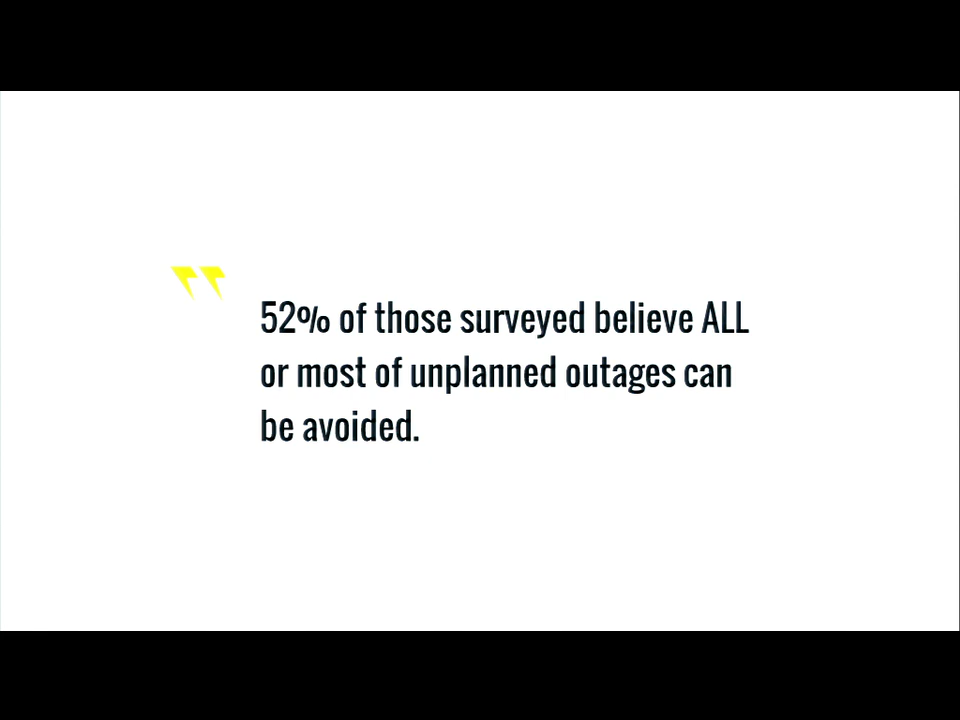 52% of those surveyed believe ALL
or most of unplanned outages can
be avoided.